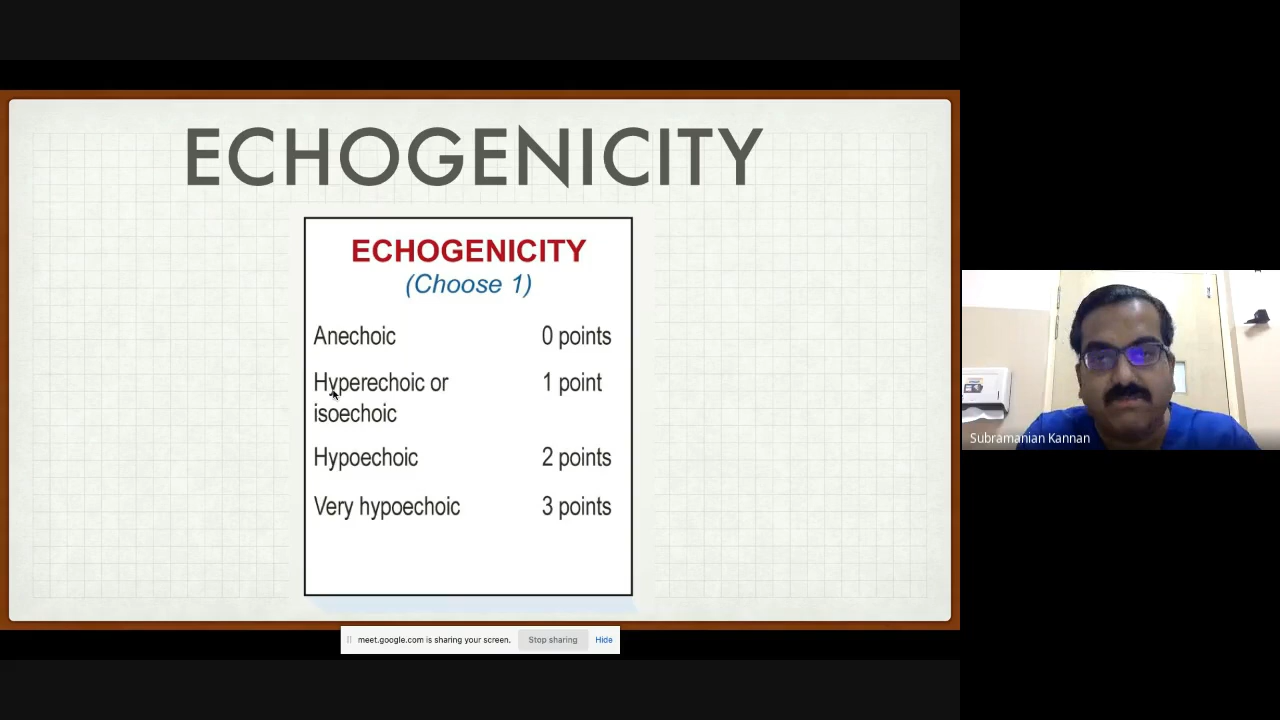 ECHOGENICITY
ECHOGENICITY
(Choose 1)
Anechoic 0 points
Hyperechoic or 1 point
isoechoic
Hypoechoic 2 points
Very hypoechoic 3 points
meet.google.com is sharing your screen. Stop sharing Hide
Subramanian Kannan